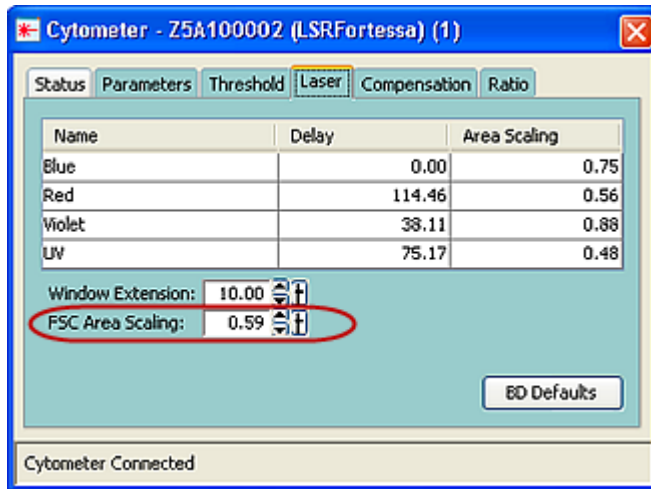 Cytometer - Z5A100002 (LSRFortessa) (1)
Status Parameters Threshold Laser Compensation Ratio
Name Delay Area Scaling
Blue 0.00 0.75
Red 114.46 0.56
Violet 38.11 0.88
UV 75.17 0.48
Window Extension: 10.00
FSC Area Scaling: 0.59
BD Defaults
Cytometer Connected